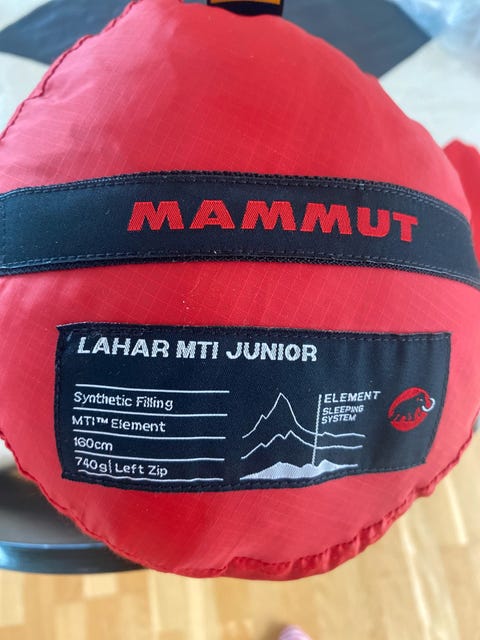 MAMMUT
LAHAR MTI JUNIOR
Synthetic Filling
MTI™ Element
160cm
740g| Left Zip
ELEMENT
SLEEPING
SYSTEM